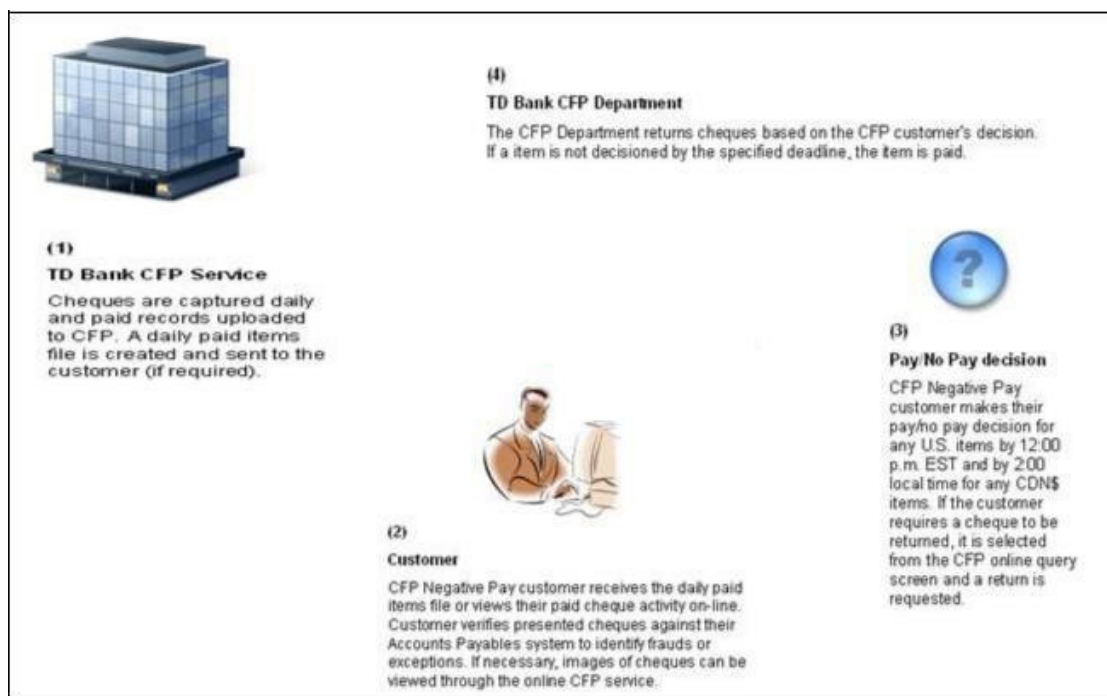 (1)
TD Bank CFP Service
Cheques are captured daily
and paid records uploaded
to CFP. A daily paid items
file is created and sent to the
customer (if required).
(2)
Customer
CFP Negative Pay customer receives the daily paid
items file or views their paid cheque activity on-line.
Customer verifies presented cheques against their
Accounts Payables system to identify frauds or
exceptions. If necessary, images of cheques can be
viewed through the online CFP service.
(3)
Pay/No Pay decision
CFP Negative Pay
customer makes their
pay/no pay decision for
any U.S. items by 12:00
p.m. EST and by 2:00
local time for any CDN$
items. If the customer
requires a cheque to be
returned, it is selected
from the CFP online query
screen and a return is
requested.
(4)
TD Bank CFP Department
The CFP Department returns cheques based on the CFP customer's decision.
If a item is not decisioned by the specified deadline, the item is paid.
?